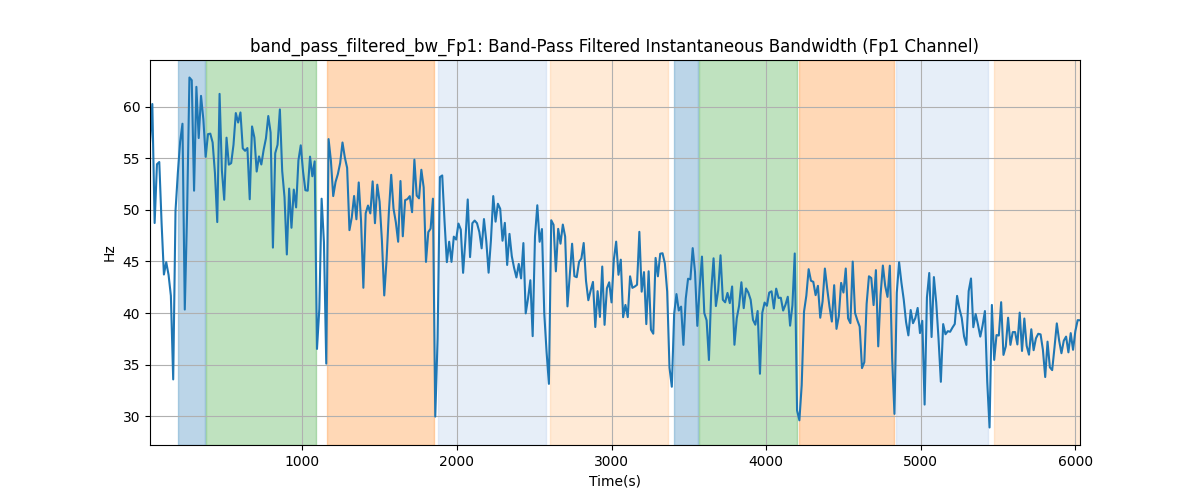 band_pass_filtered_bw_Fp1: Band-Pass Filtered Instantaneous Bandwidth (Fp1 Channel)
60
55
50
45
40
35
30
Hz
1000 2000 3000 4000 5000 6000
Time(s)